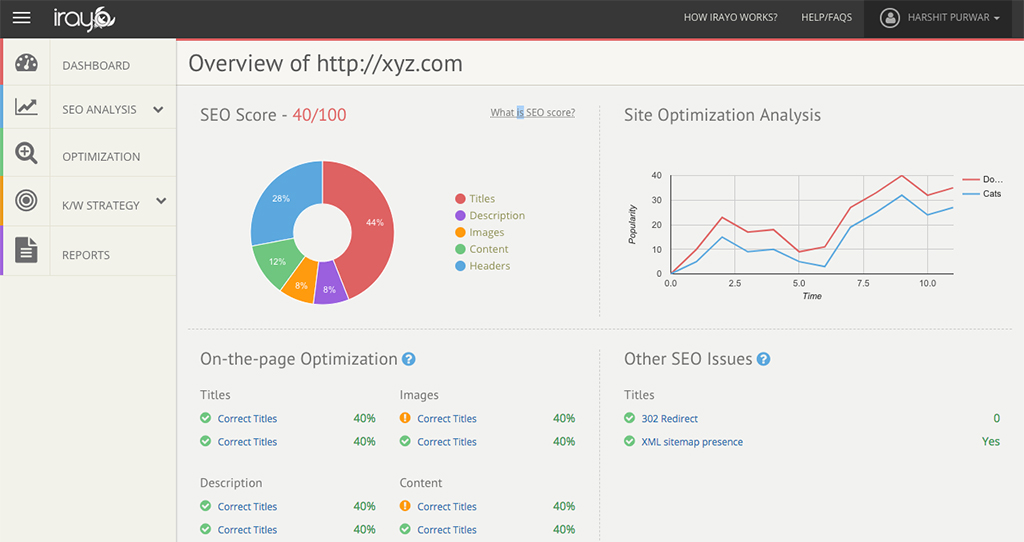 irayo
HOW IRAYO WORKS?
HELP/FAQS
HARSHIT PURWAR
DASHBOARD
SEO ANALYSIS
OPTIMIZATION
K/W STRATEGY
REPORTS
Overview of http://xyz.com
SEO Score - 40/100
What is SEO score?
28%
44%
12%
8%
8%
Titles
Description
Images
Content
Headers
Site Optimization Analysis
Popularity
40
30
20
10
0
0.0 2.5 5.0 7.5 10.0
Time
Do...
Cats
On-the-page Optimization ?
Titles
Correct Titles 40%
Correct Titles 40%
Images
Correct Titles 40%
Correct Titles 40%
Description
Correct Titles 40%
Correct Titles 40%
Content
Correct Titles 40%
Correct Titles 40%
Other SEO Issues ?
Titles
302 Redirect 0
XML sitemap presence Yes